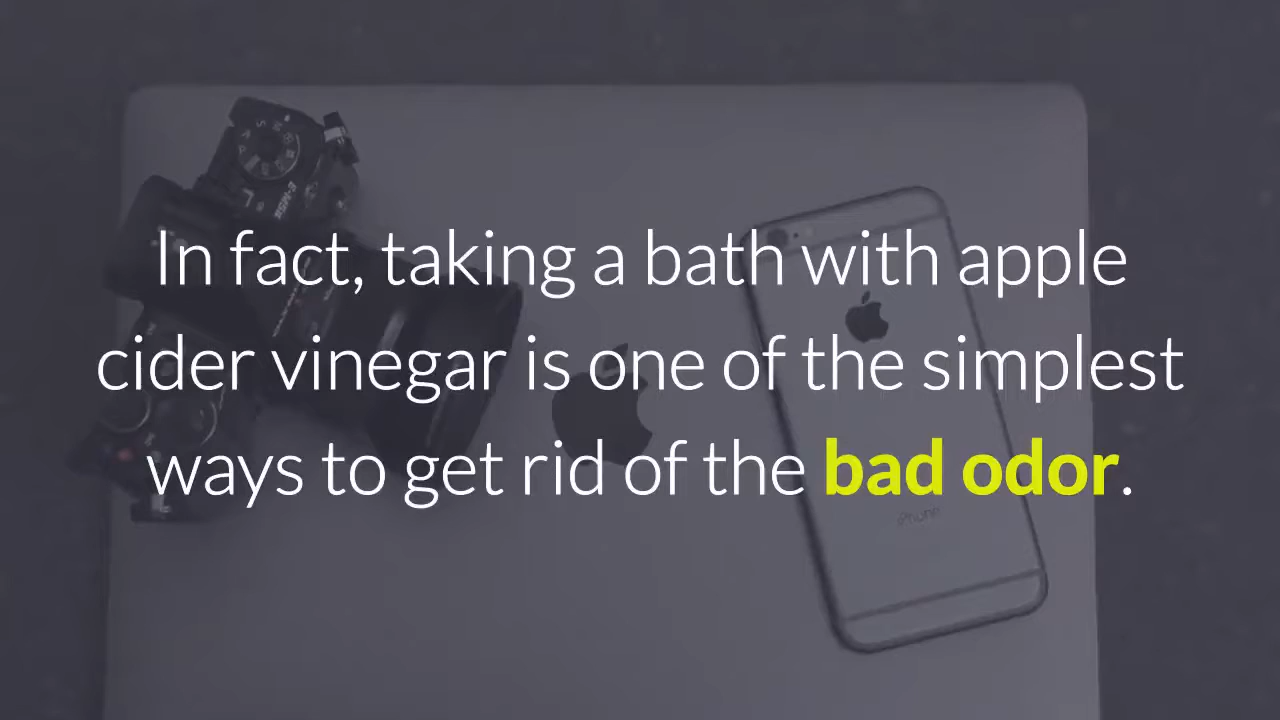 In fact, taking a bath with apple
cider vinegar is one of the simplest
ways to get rid of the bad odor.
iPhone